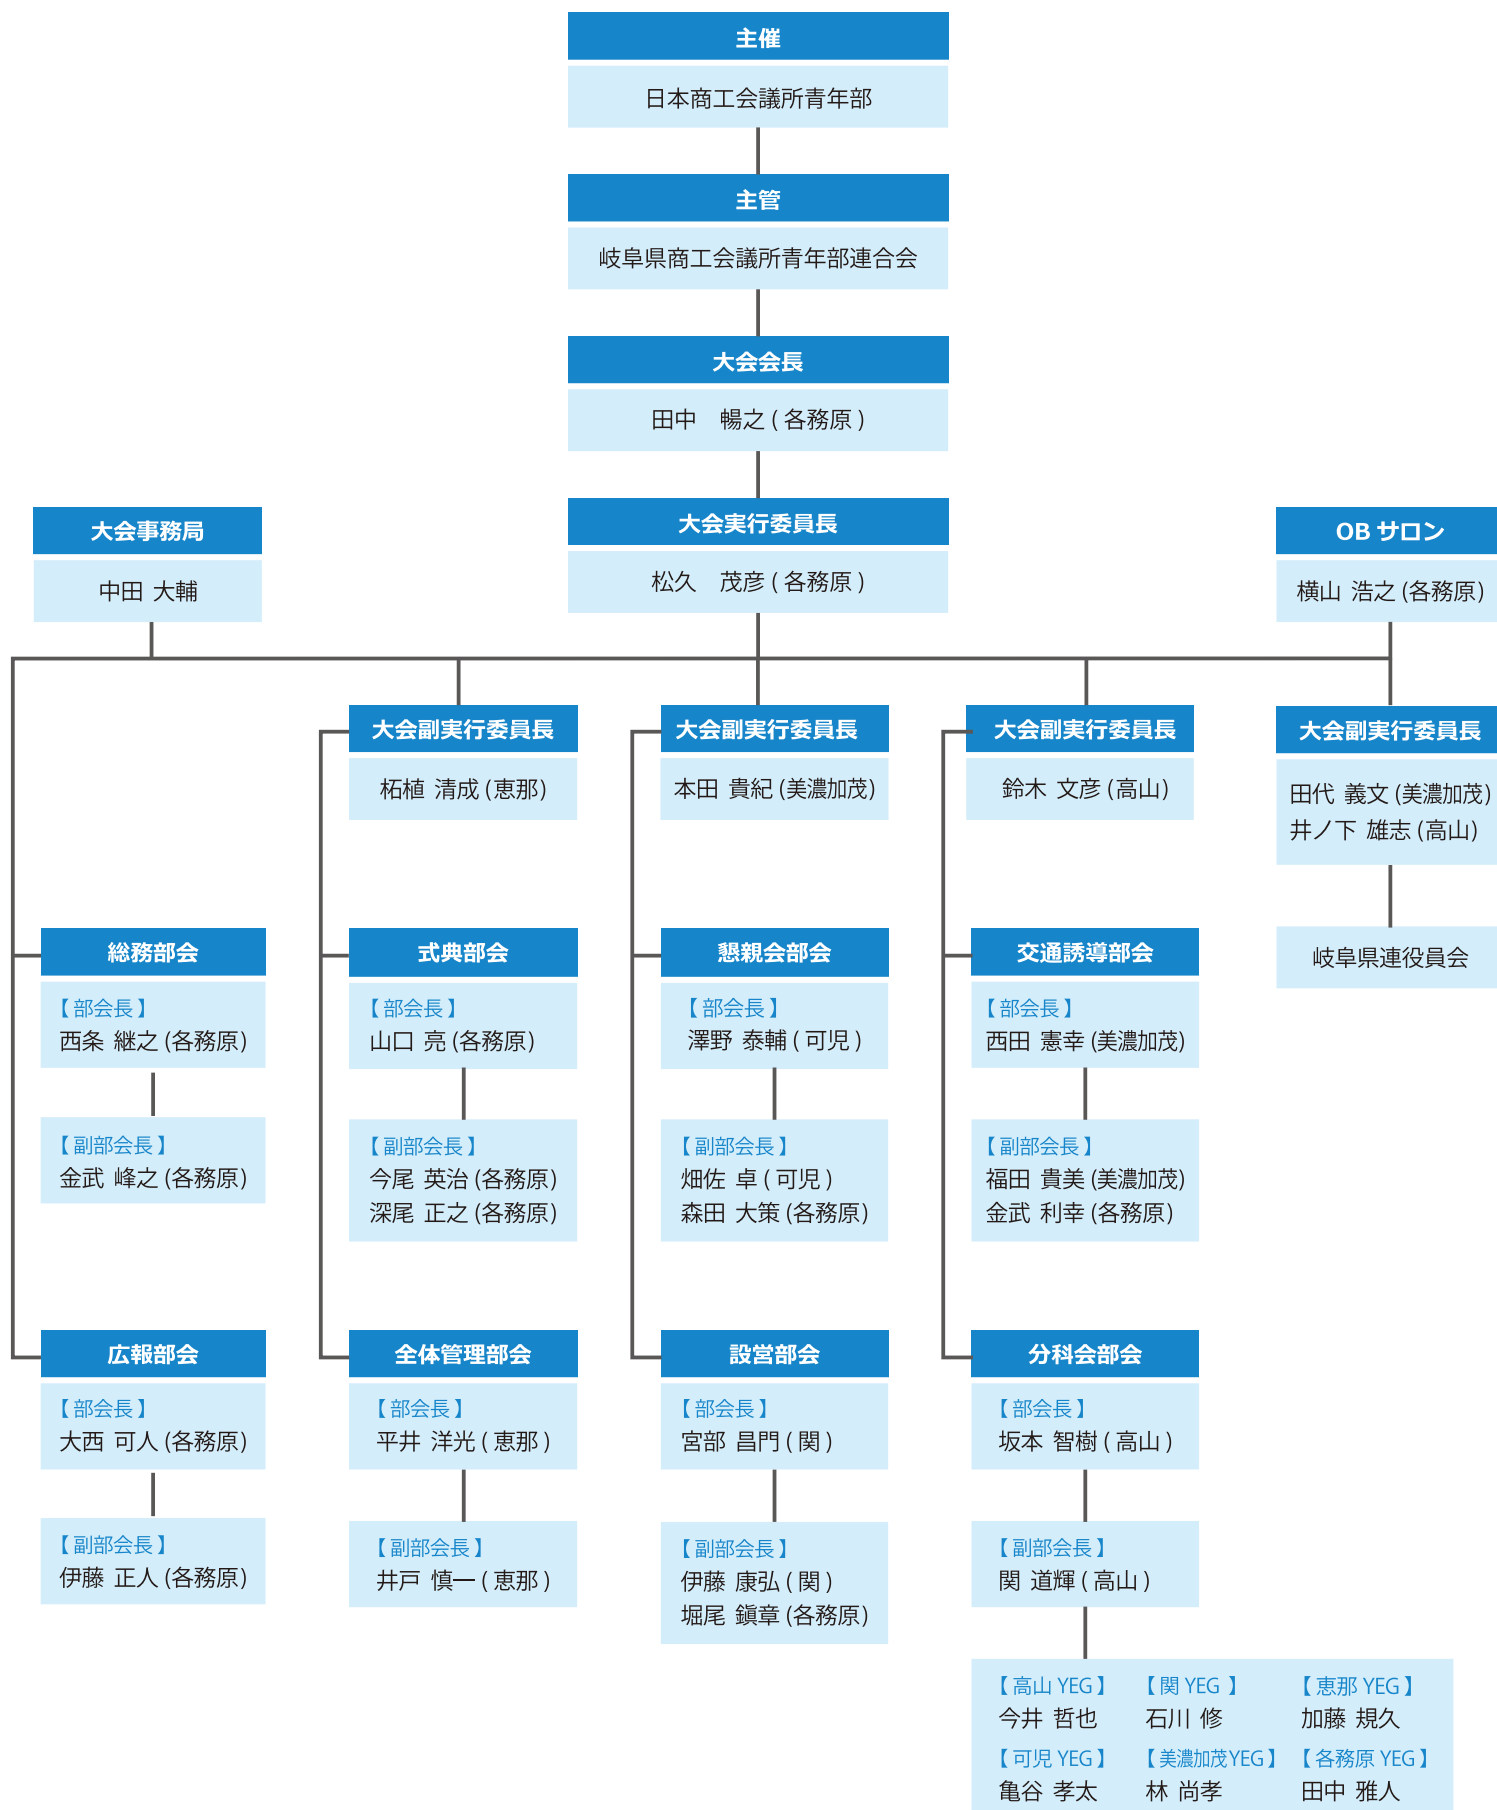 主催
日本商工会議所青年部
主管
岐阜県商工会議所青年部連合会
大会会長
田中　暢之 ( 各務原 )
大会実行委員長
松久　茂彦 ( 各務原 )
大会事務局
中田 大輔
OB サロン
横山 浩之 (各務原)
大会副実行委員長
柘植 清成 (恵那)
大会副実行委員長
本田 貴紀 (美濃加茂)
大会副実行委員長
鈴木 文彦 (高山)
大会副実行委員長
田代 義文 (美濃加茂)
井ノ下 雄志 (高山)
岐阜県連役員会
総務部会
【 部会長 】
西条 継之 (各務原)
【 副部会長 】
金武 峰之 (各務原)
式典部会
【 部会長 】
山口 亮 (各務原)
【 副部会長 】
今尾 英治 (各務原)
深尾 正之 (各務原)
懇親会部会
【 部会長 】
澤野 泰輔 ( 可児 )
【 副部会長 】
畑佐 卓 ( 可児 )
森田 大策 (各務原)
交通誘導部会
【 部会長 】
西田 憲幸 (美濃加茂)
【 副部会長 】
福田 貴美 (美濃加茂)
金武 利幸 (各務原)
広報部会
【 部会長 】
大西 可人 (各務原)
【 副部会長 】
伊藤 正人 (各務原)
全体管理部会
【 部会長 】
平井 洋光 ( 恵那 )
【 副部会長 】
井戸 慎一 ( 恵那 )
設営部会
【 部会長 】
宮部 昌門 ( 関 )
【 副部会長 】
伊藤 康弘 ( 関 )
堀尾 鎭章 (各務原)
分科会部会
【 部会長 】
坂本 智樹 ( 高山 )
【 副部会長 】
関 道輝 ( 高山 )
【 高山 YEG 】
今井 哲也
【 関 YEG 】
石川 修
【 恵那 YEG 】
加藤 規久
【 可児 YEG 】
亀谷 孝太
【 美濃加茂 YEG 】
林 尚孝
【 各務原 YEG 】
田中 雅人